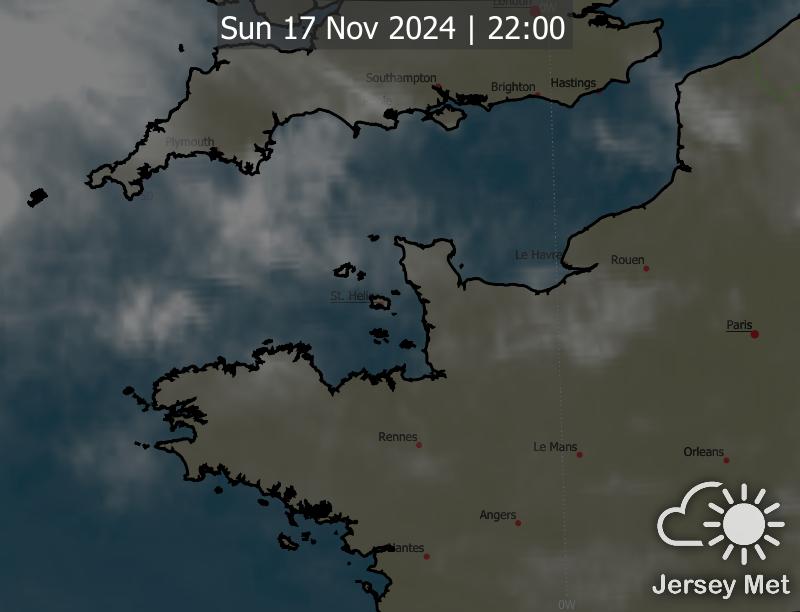 London
0W
Sun 17 Nov 2024 | 22:00
Southampton
Brighton
Hastings
Plymouth
Le Havre
Rouen
St. Helier
Paris
Rennes
Le Mans
Orleans
Angers
Nantes
Jersey Met
0W